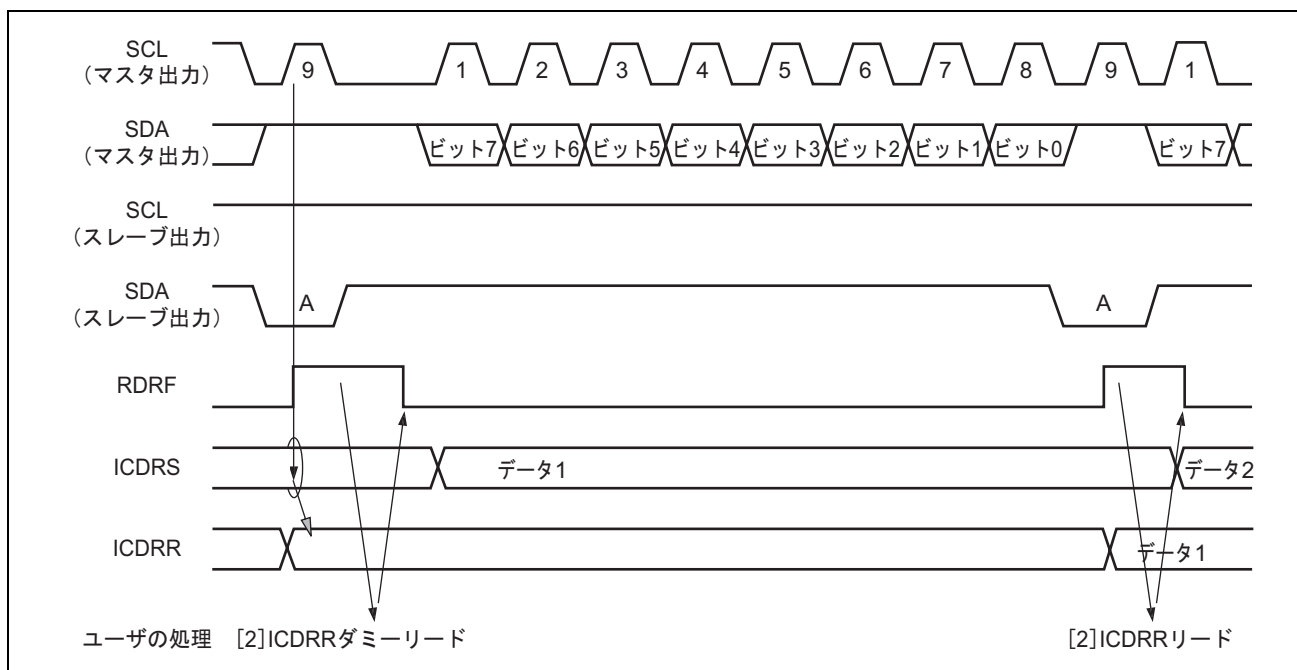 SCL
（マスタ出力）
9 1 2 3 4 5 6 7 8 9 1
SDA
（マスタ出力）
ビット7 ビット6 ビット5 ビット4 ビット3 ビット2 ビット1 ビット0 ビット7
SCL
（スレーブ出力）
SDA
（スレーブ出力）
A A
RDRF
ICDRS
データ1 データ2
ICDRR
データ1
ユーザの処理 [2]ICDRRダミーリード [2]ICDRRリード